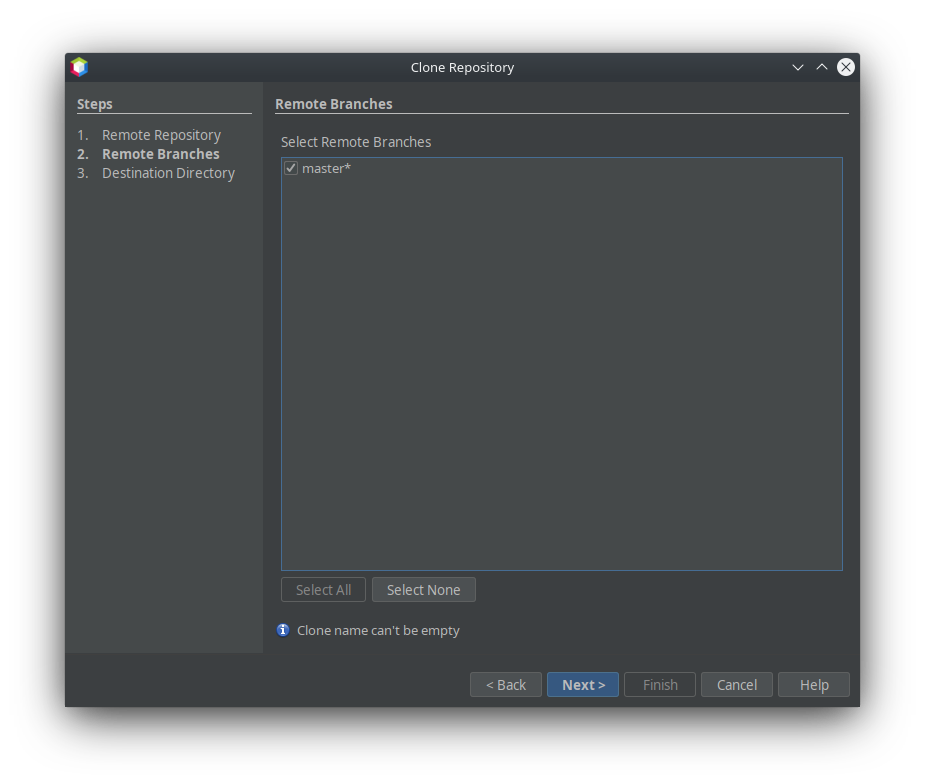 Clone Repository
Steps
1. Remote Repository
2. Remote Branches
3. Destination Directory
Remote Branches
Select Remote Branches
master*
Select All Select None
Clone name can't be empty
< Back Next > Finish Cancel Help